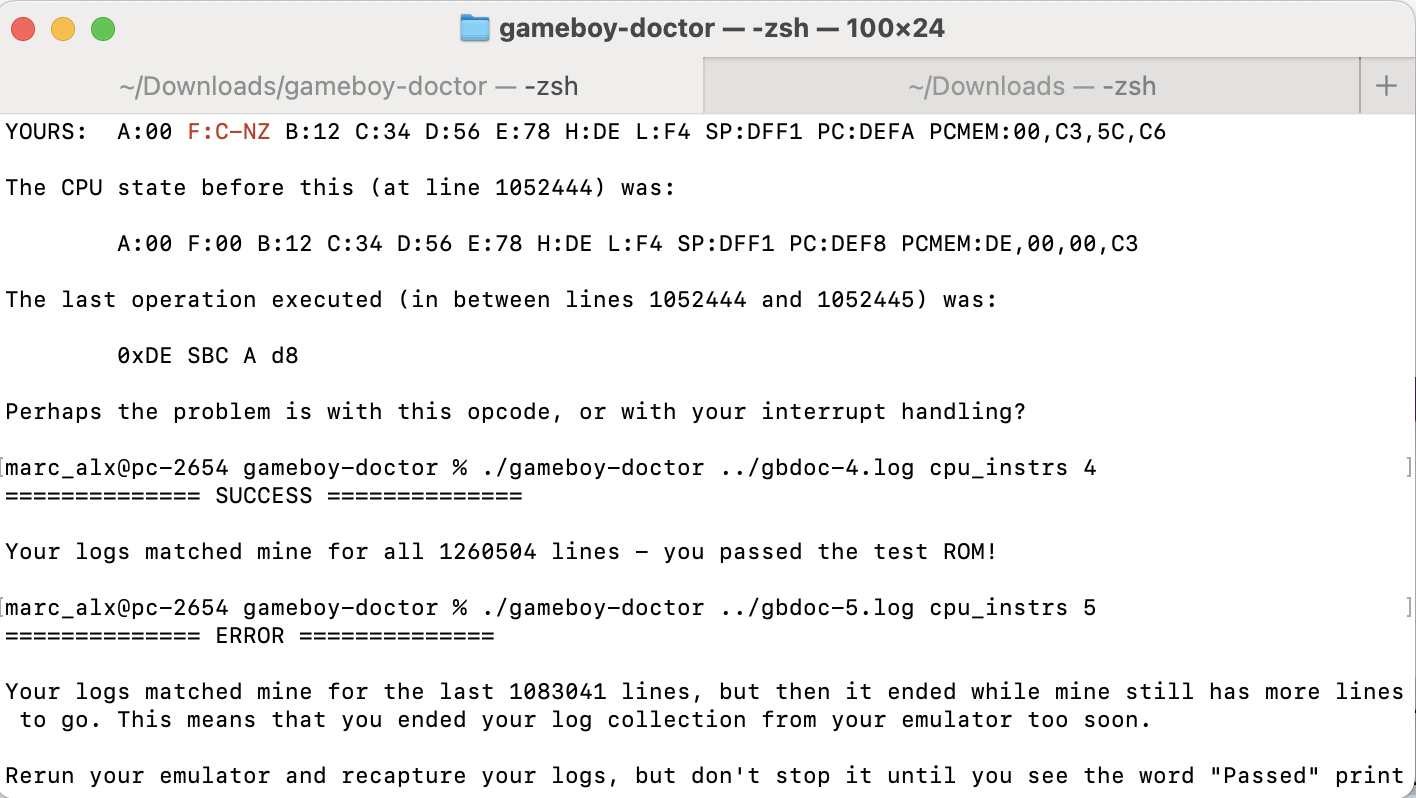 gameboy-doctor — -zsh — 100×24
~/Downloads/gameboy-doctor — -zsh
~/Downloads — -zsh
+
YOURS:  A:00 F:C-NZ B:12 C:34 D:56 E:78 H:DE L:F4 SP:DFF1 PC:DEFA PCMEM:00,C3,5C,C6
The CPU state before this (at line 1052444) was:
A:00 F:00 B:12 C:34 D:56 E:78 H:DE L:F4 SP:DFF1 PC:DEF8 PCMEM:DE,00,00,C3
The last operation executed (in between lines 1052444 and 1052445) was:
0xDE SBC A d8
Perhaps the problem is with this opcode, or with your interrupt handling?
[marc_alx@pc-2654 gameboy-doctor % ./gameboy-doctor ../gbdoc-4.log cpu_instrs 4 ]
============== SUCCESS ==============
Your logs matched mine for all 1260504 lines - you passed the test ROM!
[marc_alx@pc-2654 gameboy-doctor % ./gameboy-doctor ../gbdoc-5.log cpu_instrs 5 ]
============== ERROR ==============
Your logs matched mine for the last 1083041 lines, but then it ended while mine still has more lines
to go. This means that you ended your log collection from your emulator too soon.
Rerun your emulator and recapture your logs, but don't stop it until you see the word "Passed" print